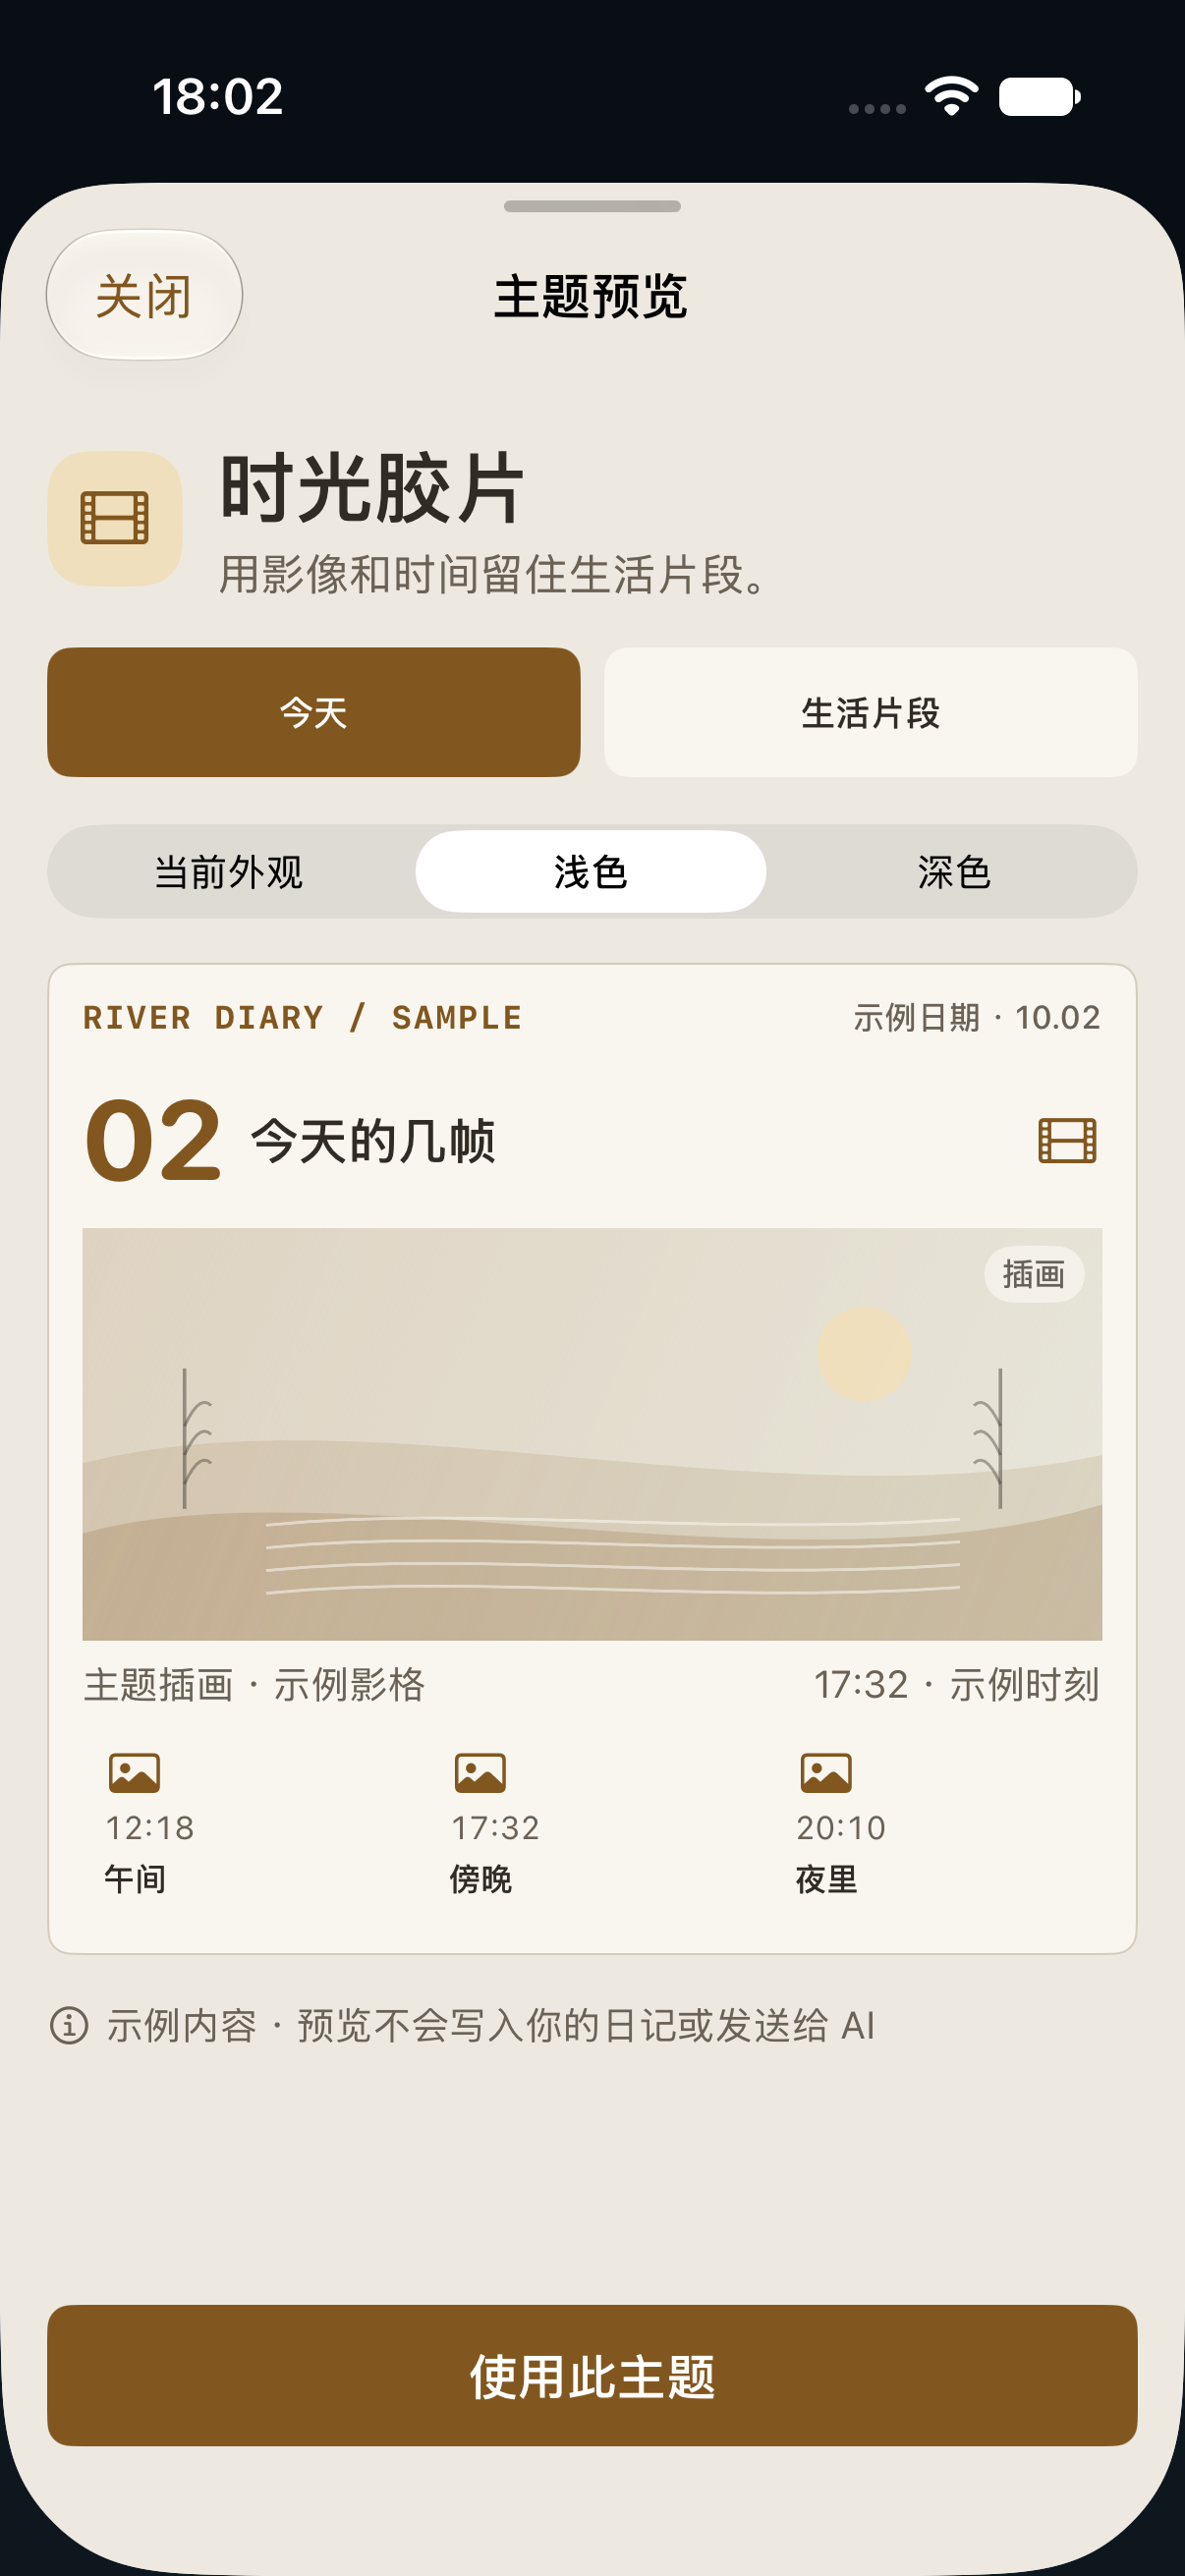 18:02
关闭
主题预览
时光胶片
用影像和时间留住生活片段。
今天
生活片段
当前外观
浅色
深色
RIVER DIARY / SAMPLE
示例日期 · 10.02
02 今天的几帧
插画
主题插画 · 示例影格
17:32 · 示例时刻
12:18
午间
17:32
傍晚
20:10
夜里
示例内容 · 预览不会写入你的日记或发送给 AI
使用此主题